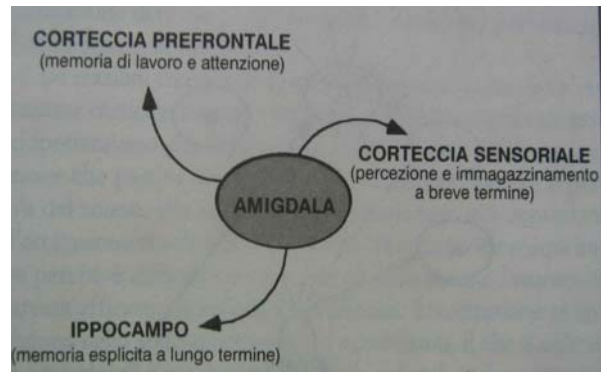 CORTECCIA PREFRONTALE
(memoria di lavoro e attenzione)
CORTECCIA SENSORIALE
(percezione e immagazzinamento
a breve termine)
AMIGDALA
IPPOCAMPO
(memoria esplicita a lungo termine)